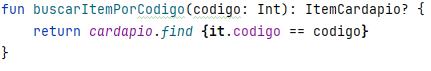 fun buscarItemPorCodigo(codigo: Int): ItemCardapio? {
    return cardapio.find {it.codigo == codigo}
}